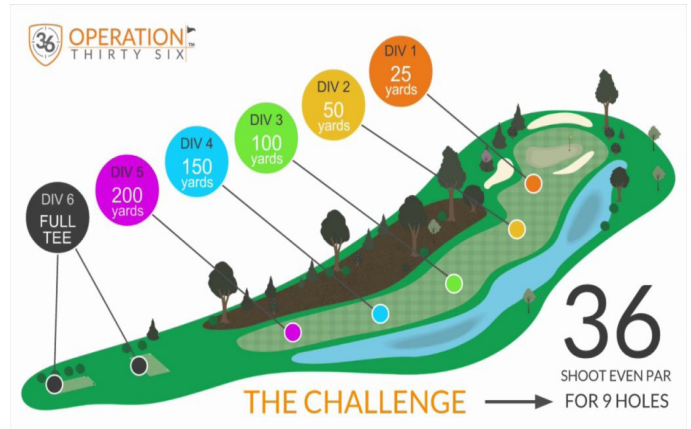 36
OPERATION™
THIRTY SIX
DIV 1
25
yards
DIV 2
50
yards
DIV 3
100
yards
DIV 4
150
yards
DIV 5
200
yards
DIV 6
FULL
TEE
36
SHOOT EVEN PAR
FOR 9 HOLES
THE CHALLENGE